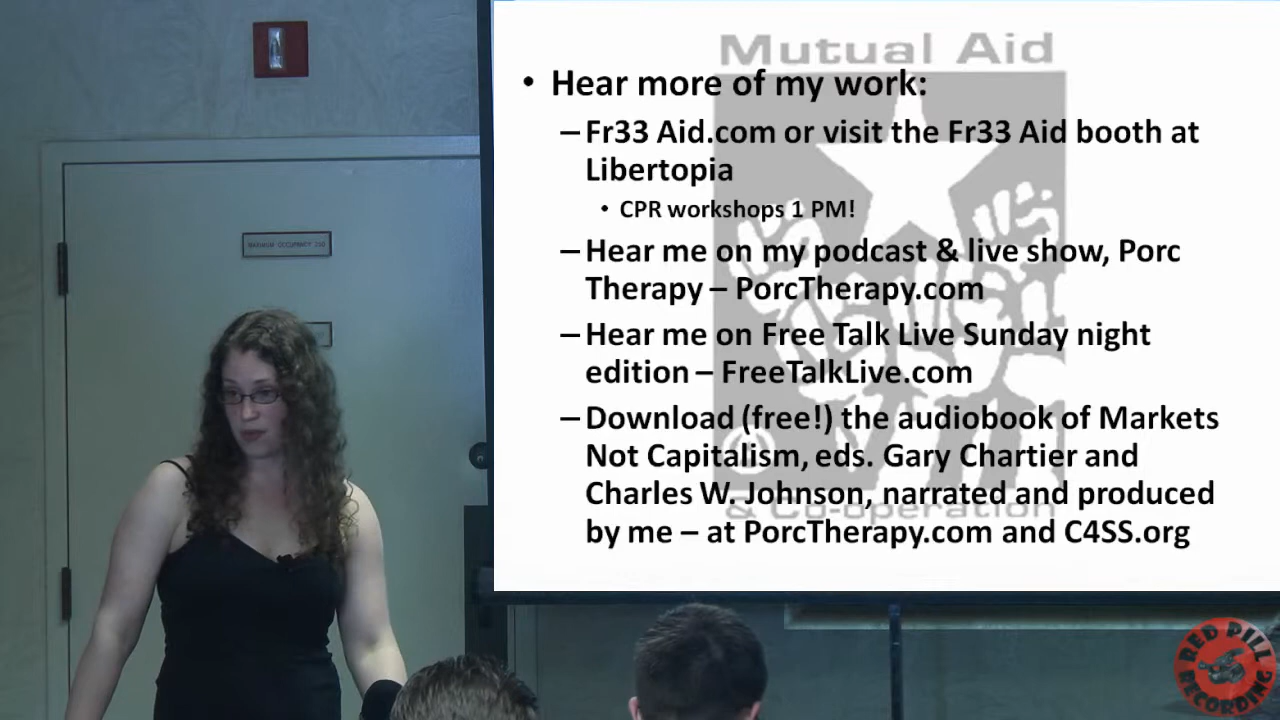 Mutual Aid
• Hear more of my work:
–Fr33 Aid.com or visit the Fr33 Aid booth at
Libertopia
• CPR workshops 1 PM!
–Hear me on my podcast & live show, Porc
Therapy – PorcTherapy.com
–Hear me on Free Talk Live Sunday night
edition – FreeTalkLive.com
–Download (free!) the audiobook of Markets
Not Capitalism, eds. Gary Chartier and
Charles W. Johnson, narrated and produced
& Co-operation
by me – at PorcTherapy.com and C4SS.org
MAXIMUM OCCUPANCY 250
RED PILL
RECORDING